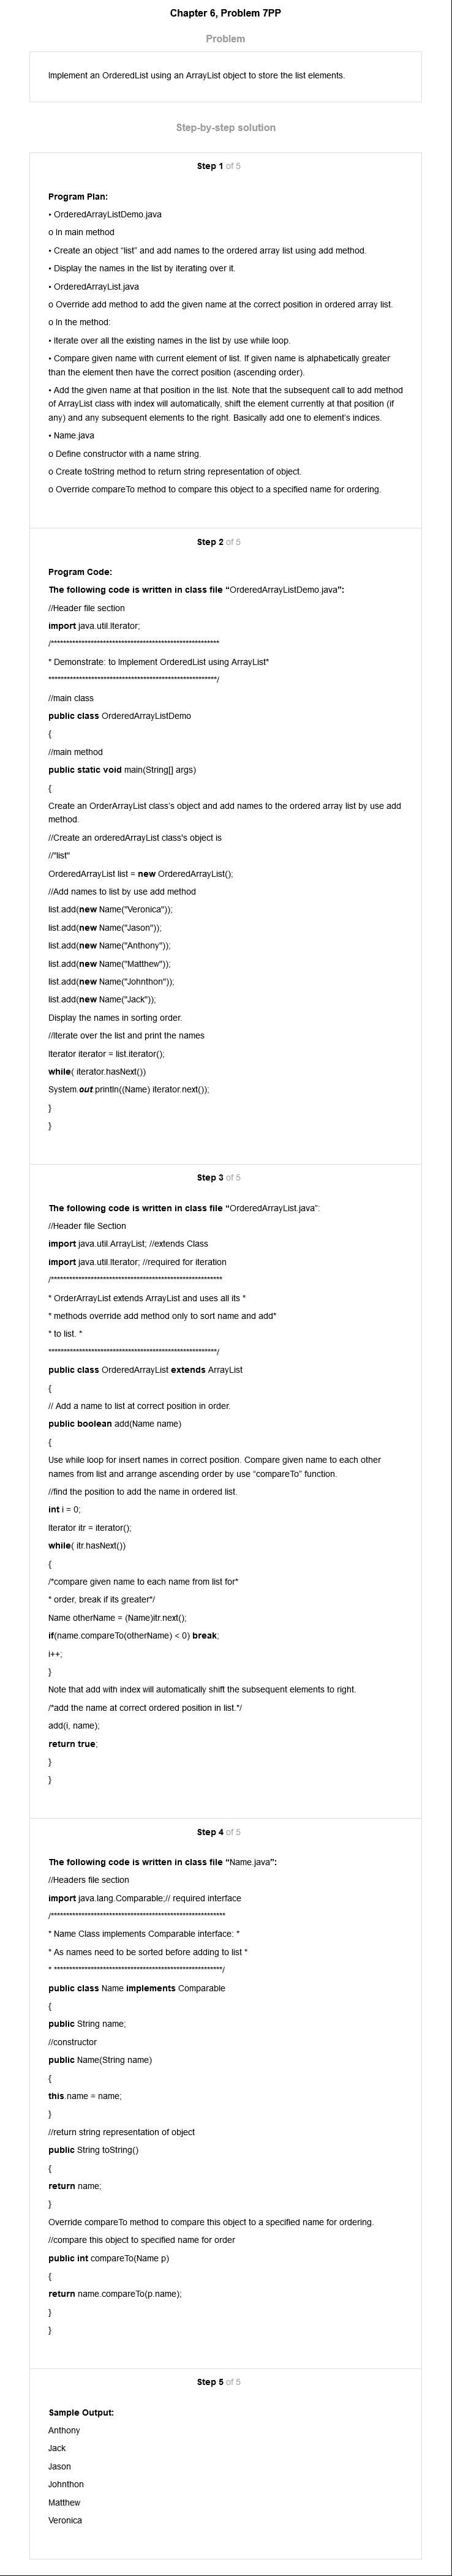 Chapter 6, Problem 7PP
Problem
Implement an OrderedList using an ArrayList object to store the list elements.
Step-by-step solution
Step 1 of 5
Program Plan:
• OrderedArrayListDemo.java
o In main method
• Create an object “list” and add names to the ordered array list using add method.
• Display the names in the list by iterating over it.
• OrderedArrayList.java
o Override add method to add the given name at the correct position in ordered array list.
o In the method:
• Iterate over all the existing names in the list by use while loop.
• Compare given name with current element of list. If given name is alphabetically greater
than the element then have the correct position (ascending order).
• Add the given name at that position in the list. Note that the subsequent call to add method
of ArrayList class with index will automatically, shift the element currently at that position (if
any) and any subsequent elements to the right. Basically add one to element’s indices.
• Name.java
o Define constructor with a name string.
o Create toString method to return string representation of object.
o Override compareTo method to compare this object to a specified name for ordering.
Step 2 of 5
Program Code:
The following code is written in class file “OrderedArrayListDemo.java”:
//Header file section
import java.util.Iterator;
/*******************************************************
* Demonstrate: to Implement OrderedList using ArrayList*
*******************************************************/
//main class
public class OrderedArrayListDemo
{
//main method
public static void main(String[] args)
{
Create an OrderArrayList class’s object and add names to the ordered array list by use add
method.
//Create an orderedArrayList class's object is
//"list"
OrderedArrayList list = new OrderedArrayList();
//Add names to list by use add method
list.add(new Name("Veronica"));
list.add(new Name("Jason"));
list.add(new Name("Anthony"));
list.add(new Name("Matthew"));
list.add(new Name("Johnthon"));
list.add(new Name("Jack"));
Display the names in sorting order.
//Iterate over the list and print the names
Iterator iterator = list.iterator();
while( iterator.hasNext())
System.out.println((Name) iterator.next());
}
}
Step 3 of 5
The following code is written in class file “OrderedArrayList.java”:
//Header file Section
import java.util.ArrayList; //extends Class
import java.util.Iterator; //required for iteration
/********************************************************
* OrderArrayList extends ArrayList and uses all its *
* methods override add method only to sort name and add*
* to list. *
*******************************************************/
public class OrderedArrayList extends ArrayList
{
// Add a name to list at correct position in order.
public boolean add(Name name)
{
Use while loop for insert names in correct position. Compare given name to each other
names from list and arrange ascending order by use “compareTo” function.
//find the position to add the name in ordered list.
int i = 0;
Iterator itr = iterator();
while( itr.hasNext())
{
/*compare given name to each name from list for*
* order, break if its greater*/
Name otherName = (Name)itr.next();
if(name.compareTo(otherName) < 0) break;
i++;
}
Note that add with index will automatically shift the subsequent elements to right.
/*add the name at correct ordered position in list.*/
add(i, name);
return true;
}
}
Step 4 of 5
The following code is written in class file “Name.java”:
//Headers file section
import java.lang.Comparable;// required interface
/*********************************************************
* Name Class implements Comparable interface: *
* As names need to be sorted before adding to list *
* *******************************************************/
public class Name implements Comparable
{
public String name;
//constructor
public Name(String name)
{
this.name = name;
}
//return string representation of object
public String toString()
{
return name;
}
Override compareTo method to compare this object to a specified name for ordering.
//compare this object to specified name for order
public int compareTo(Name p)
{
return name.compareTo(p.name);
}
}
Step 5 of 5
Sample Output:
Anthony
Jack
Jason
Johnthon
Matthew
Veronica